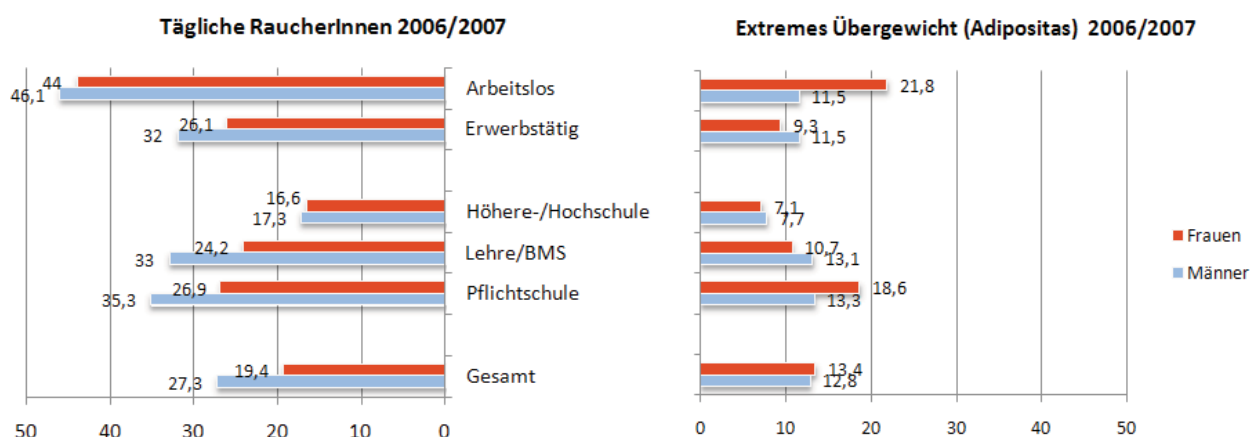 Tägliche RaucherInnen 2006/2007
44
46,1
Arbeitslos
26,1
32
Erwerbstätig
16,6
17,3
Höhere-/Hochschule
24,2
33
Lehre/BMS
26,9
35,3
Pflichtschule
19,4
27,3
Gesamt
50 40 30 20 10 0
Extremes Übergewicht (Adipositas) 2006/2007
21,8
11,5
9,3
11,5
7,1
7,7
10,7
13,1
18,6
13,3
13,4
12,8
0 10 20 30 40 50
Frauen
Männer